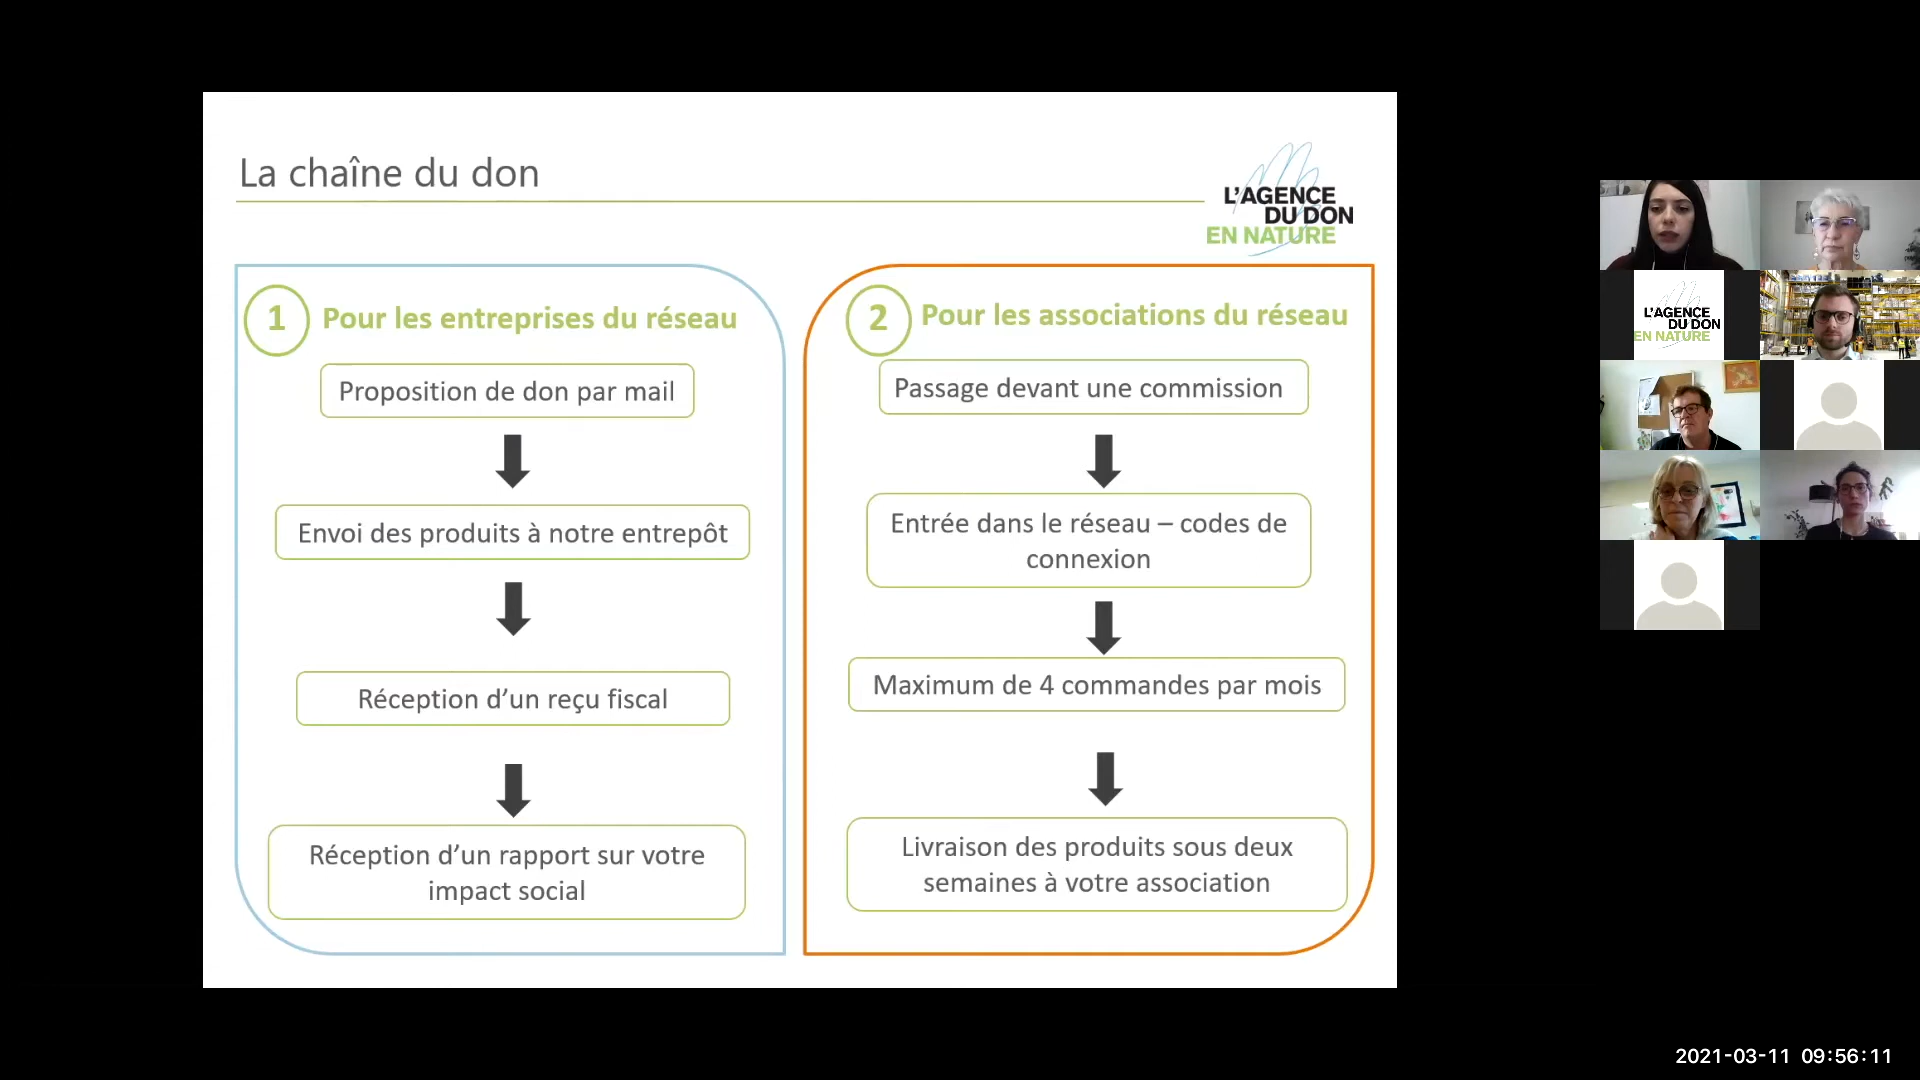 La chaîne du don
L'AGENCE
DU DON
EN NATURE
1
Pour les entreprises du réseau
Proposition de don par mail
Envoi des produits à notre entrepôt
Réception d'un reçu fiscal
Réception d'un rapport sur votre
impact social
2
Pour les associations du réseau
Passage devant une commission
Entrée dans le réseau – codes de
connexion
Maximum de 4 commandes par mois
Livraison des produits sous deux
semaines à votre association
L'AGENCE
DU DON
EN NATURE
2021-03-11 09:56:11